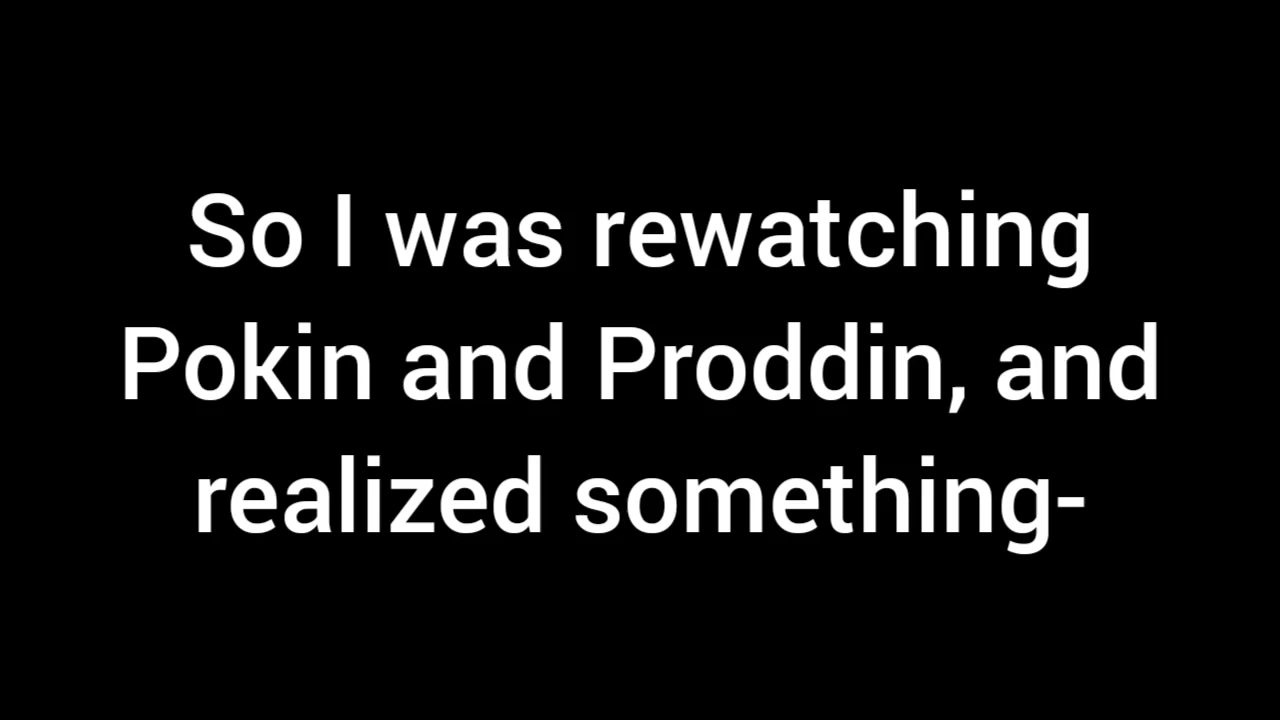 So I was rewatching
Pokin and Proddin, and
realized something-